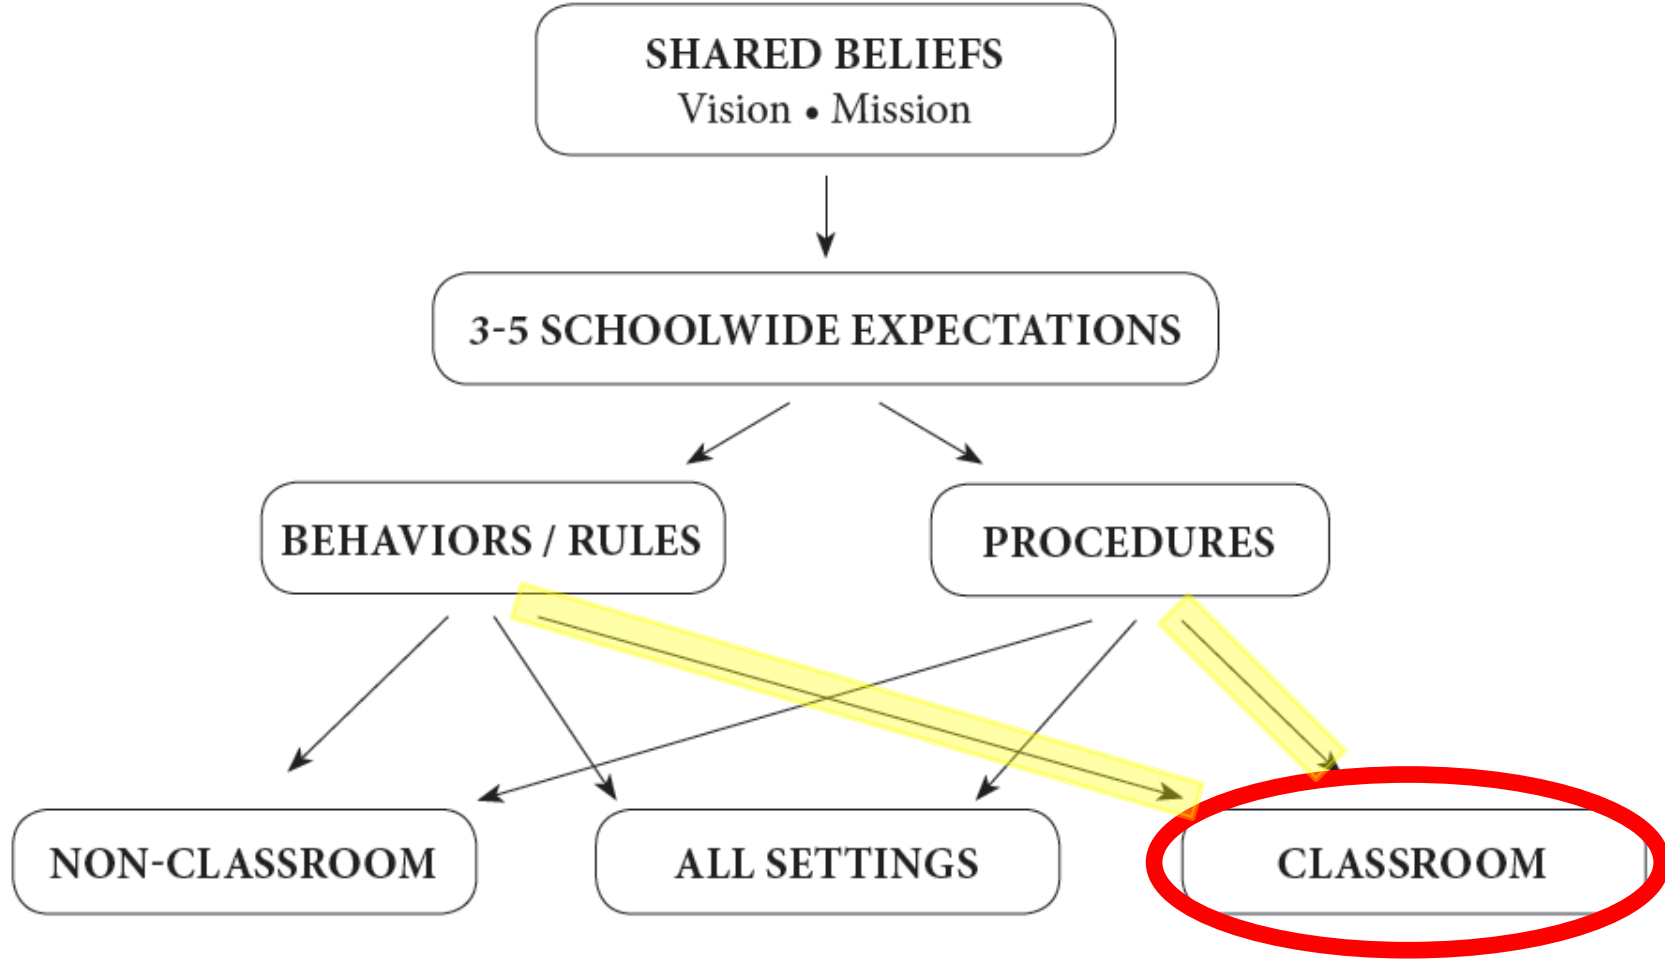 SHARED BELIEFS
Vision • Mission
3-5 SCHOOLWIDE EXPECTATIONS
BEHAVIORS / RULES
PROCEDURES
NON-CLASSROOM
ALL SETTINGS
CLASSROOM